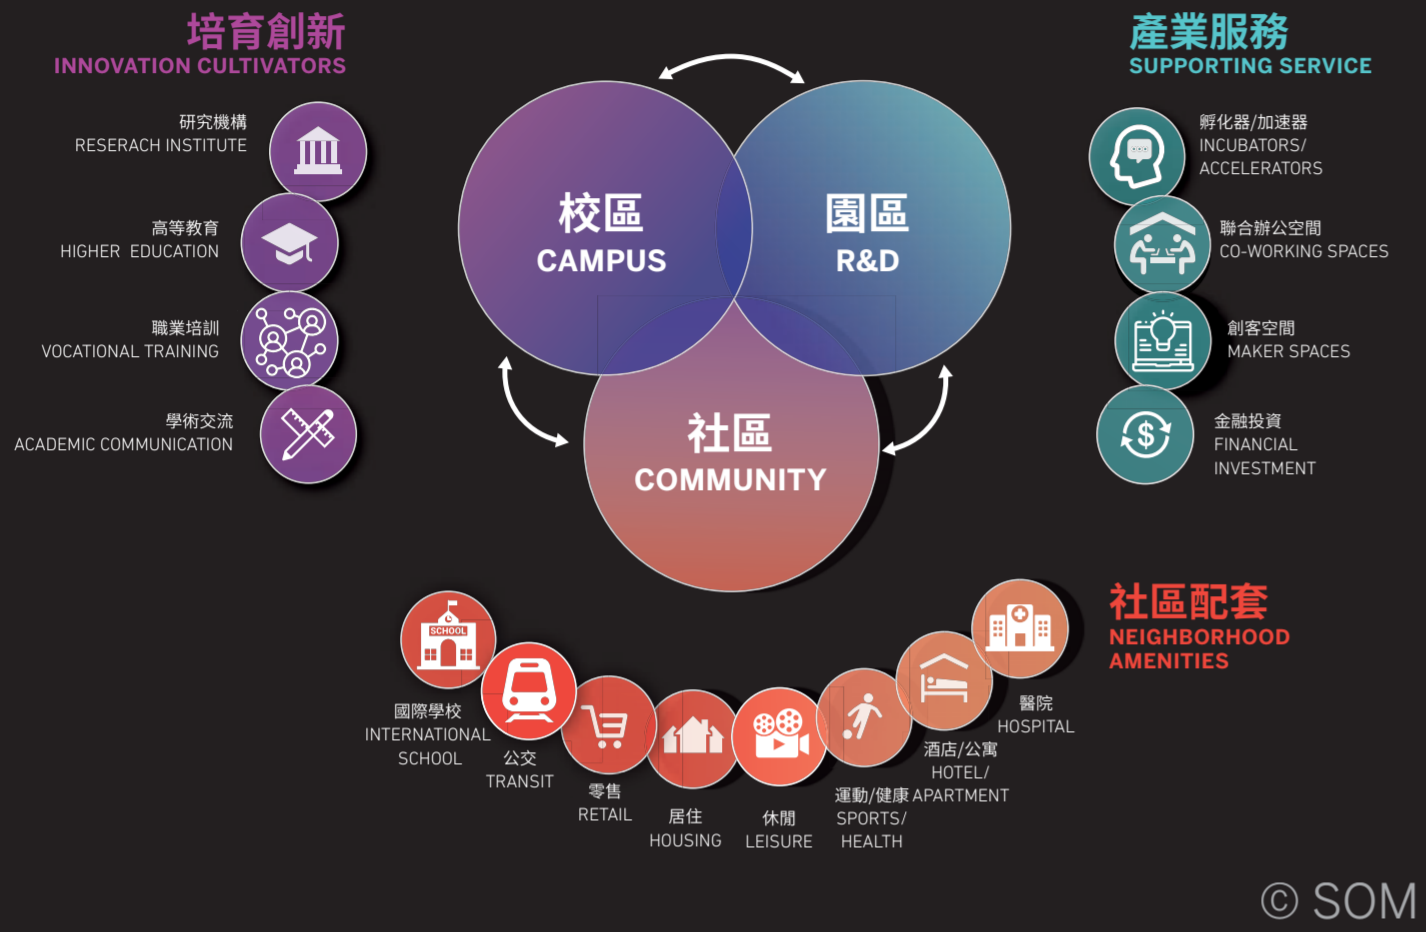 培育創新
INNOVATION CULTIVATORS
研究機構
RESERACH INSTITUTE
高等教育
HIGHER EDUCATION
職業培訓
VOCATIONAL TRAINING
學術交流
ACADEMIC COMMUNICATION
校區
CAMPUS
園區
R&D
社區
COMMUNITY
產業服務
SUPPORTING SERVICE
孵化器/加速器
INCUBATORS/
ACCELERATORS
聯合辦公空間
CO-WORKING SPACES
創客空間
MAKER SPACES
$
金融投資
FINANCIAL
INVESTMENT
社區配套
NEIGHBORHOOD
AMENITIES
SCHOOL
國際學校
INTERNATIONAL
SCHOOL
公交
TRANSIT
零售
RETAIL
居住
HOUSING
休閒
LEISURE
運動/健康
SPORTS/
HEALTH
酒店/公寓
HOTEL/
APARTMENT
醫院
HOSPITAL
© SOM